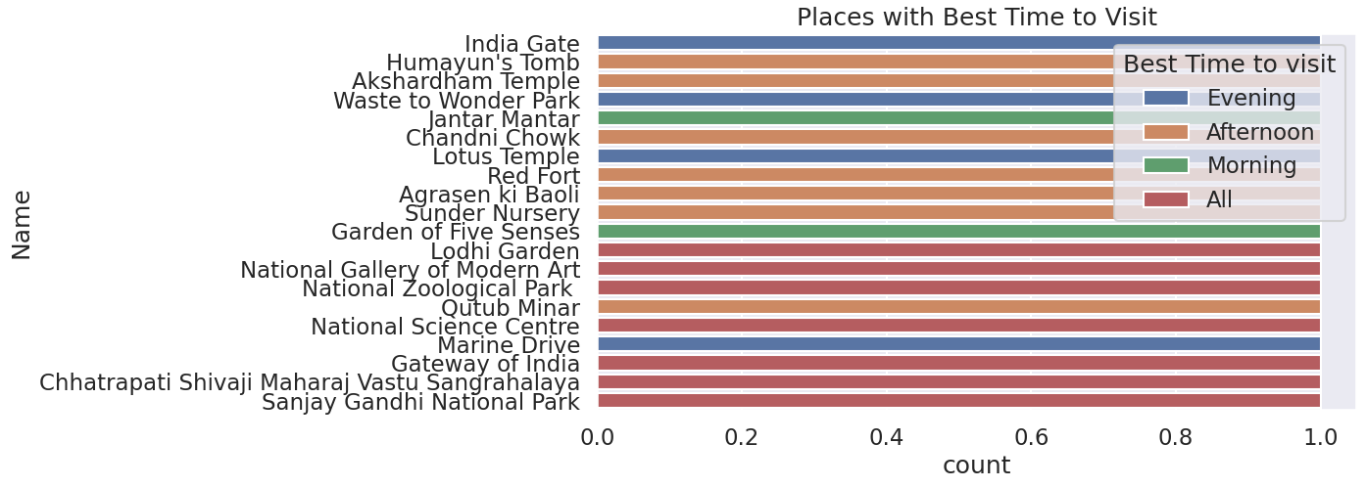 Places with Best Time to Visit
Name
India Gate
Humayun's Tomb
Akshardham Temple
Waste to Wonder Park
Jantar Mantar
Chandni Chowk
Lotus Temple
Red Fort
Agrasen ki Baoli
Sunder Nursery
Garden of Five Senses
Lodhi Garden
National Gallery of Modern Art
National Zoological Park
Qutub Minar
National Science Centre
Marine Drive
Gateway of India
Chhatrapati Shivaji Maharaj Vastu Sangrahalaya
Sanjay Gandhi National Park
Best Time to visit
Evening
Afternoon
Morning
All
0.0 0.2 0.4 0.6 0.8 1.0
count